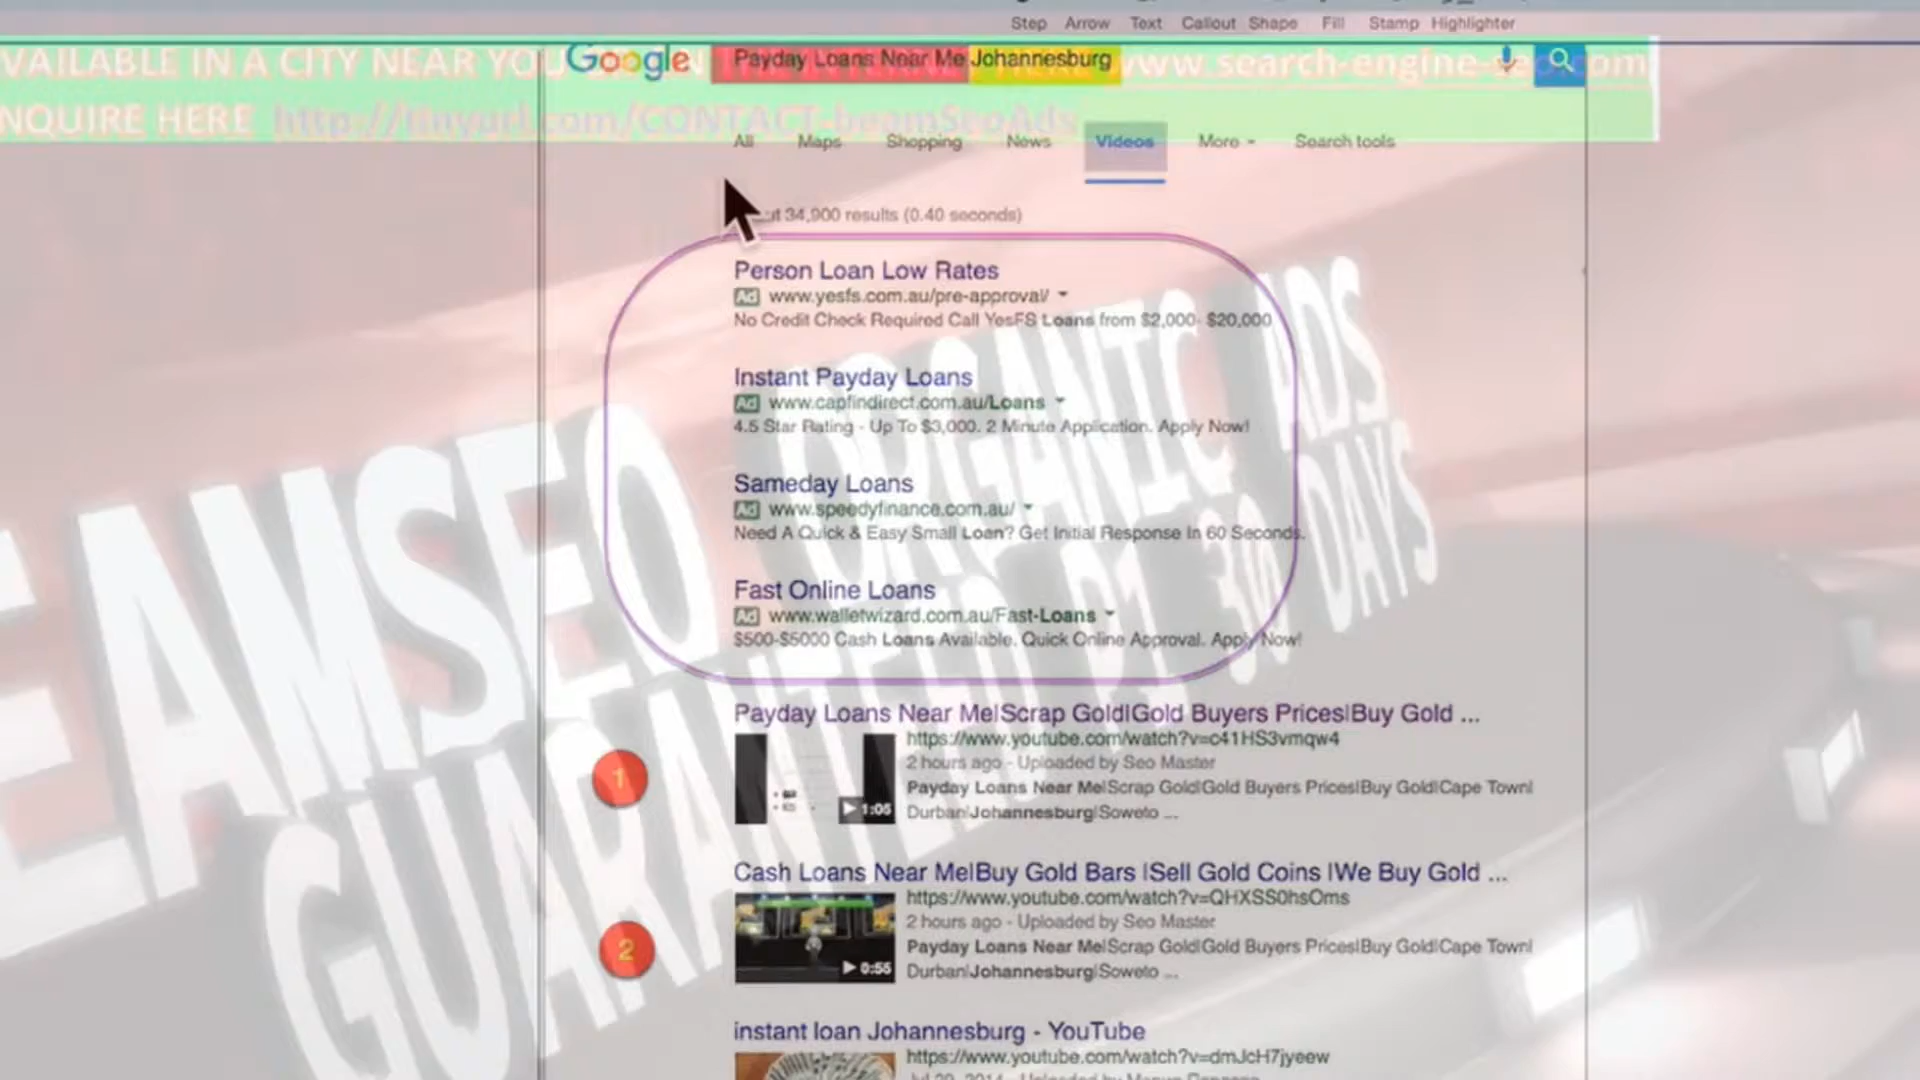 Step Arrow Text Callout Shape Fill Stamp Highlighter
VAILABLE IN A CITY NEAR YOU
Google Payday Loans Near Me Johannesburg
www.search-engine-seo.com
NQUIRE HERE http://tinyurl.com/CONTACT-beamSeoAds
All Maps Shopping News Videos More Search tools
34,900 results (0.40 seconds)
Person Loan Low Rates
Ad www.yesfs.com.au/pre-approval/
No Credit Check Required Call YesFS Loans from $2,000- $20,000
Instant Payday Loans
Ad www.capfindirect.com.au/Loans
4.5 Star Rating - Up To $3,000. 2 Minute Application. Apply Now!
Sameday Loans
Ad www.speedyfinance.com.au/
Need A Quick & Easy Small Loan? Get Initial Response In 60 Seconds.
Fast Online Loans
Ad www.walletwizard.com.au/Fast-Loans
$500-$5000 Cash Loans Available. Quick Online Approval. Apply Now!
EAMSEO ORGANIC ADS
GUARANTEED P1 30 DAYS
Payday Loans Near Me|Scrap Gold|Gold Buyers Prices|Buy Gold ...
https://www.youtube.com/watch?v=c41HS3vmqw4
1
2 hours ago - Uploaded by Seo Master
Payday Loans Near Me|Scrap Gold|Gold Buyers Prices|Buy Gold|Cape Town|
1:05
Durban|Johannesburg|Soweto ...
Cash Loans Near Me|Buy Gold Bars |Sell Gold Coins |We Buy Gold ...
https://www.youtube.com/watch?v=QHXSS0hsOms
2 hours ago - Uploaded by Seo Master
2
Payday Loans Near Me|Scrap Gold|Gold Buyers Prices|Buy Gold|Cape Town|
0:55
Durban|Johannesburg|Soweto ...
instant loan Johannesburg - YouTube
https://www.youtube.com/watch?v=dmJcH7jyeew